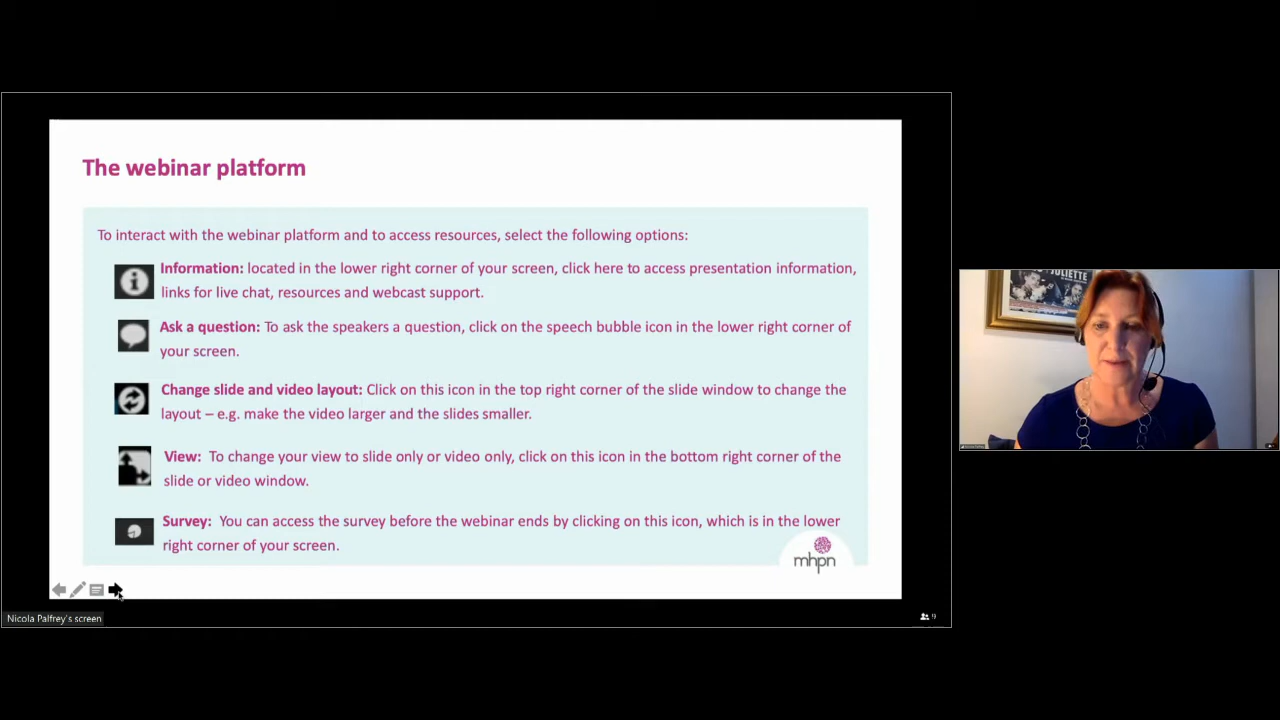 The webinar platform
To interact with the webinar platform and to access resources, select the following options:
Information: located in the lower right corner of your screen, click here to access presentation information,
links for live chat, resources and webcast support.
Ask a question: To ask the speakers a question, click on the speech bubble icon in the lower right corner of
your screen.
Change slide and video layout: Click on this icon in the top right corner of the slide window to change the
layout – e.g. make the video larger and the slides smaller.
View: To change your view to slide only or video only, click on this icon in the bottom right corner of the
slide or video window.
Survey: You can access the survey before the webinar ends by clicking on this icon, which is in the lower
right corner of your screen.
mhpn
Nicola Palfrey's screen
9
JULIETTE